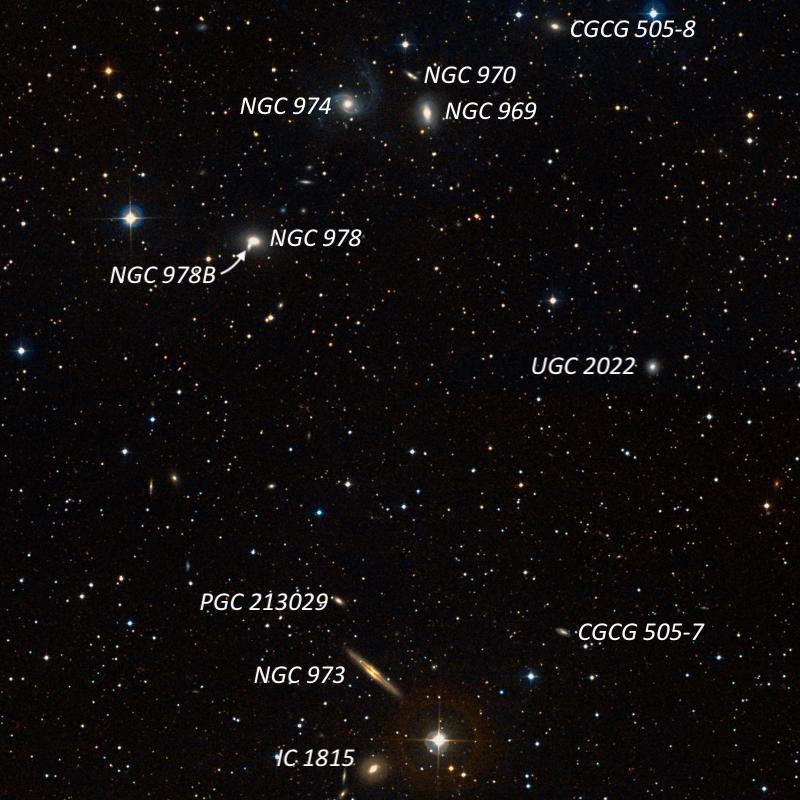 CGCG 505-8
NGC 970
NGC 974
NGC 969
NGC 978
NGC 978B
UGC 2022
PGC 213029
CGCG 505-7
NGC 973
IC 1815